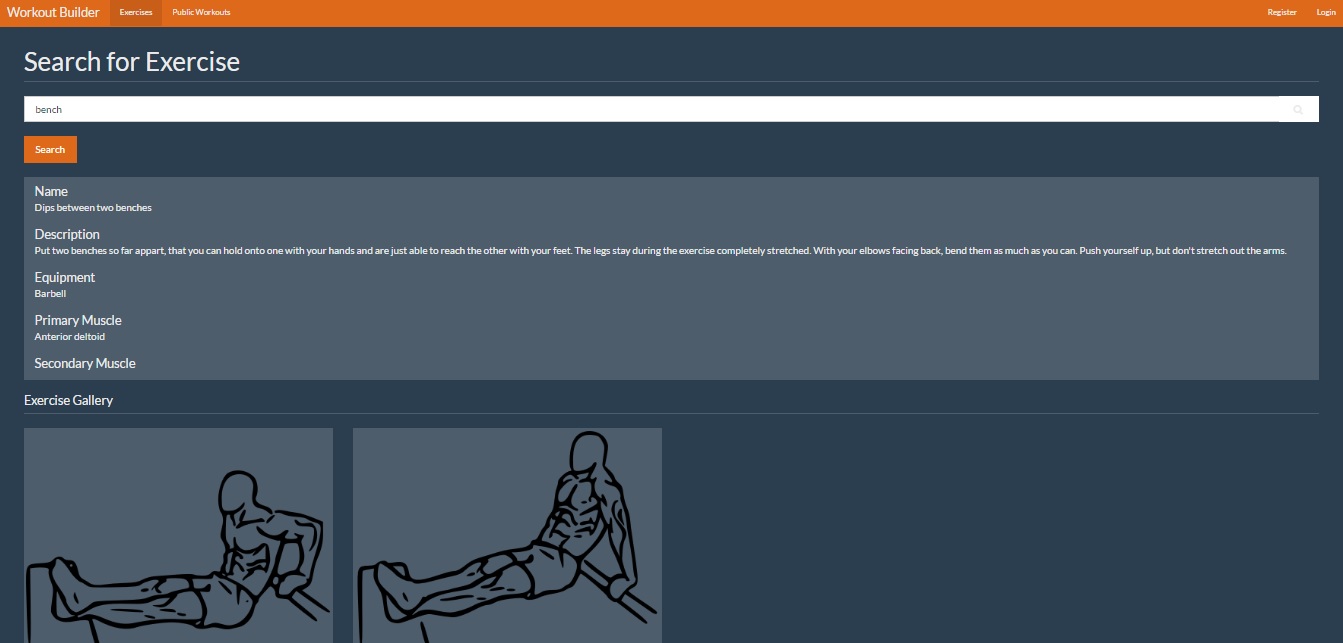 Workout Builder Exercises Public Workouts Register Login
Search for Exercise
bench
Search
Name
Dips between two benches
Description
Put two benches so far appart, that you can hold onto one with your hands and are just able to reach the other with your feet. The legs stay during the exercise completely stretched. With your elbows facing back, bend them as much as you can. Push yourself up, but don't stretch out the arms.
Equipment
Barbell
Primary Muscle
Anterior deltoid
Secondary Muscle
Exercise Gallery